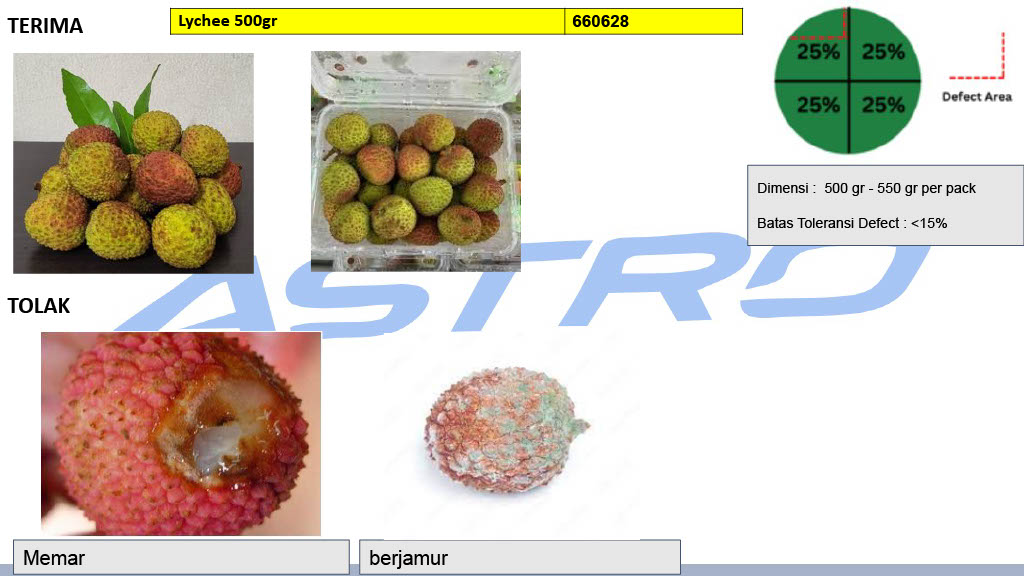 TERIMA
Lychee 500gr 660628
25% 25%
25% 25%
Defect Area
Dimensi : 500 gr - 550 gr per pack
Batas Toleransi Defect : <15%
ASTRO
TOLAK
Memar
berjamur